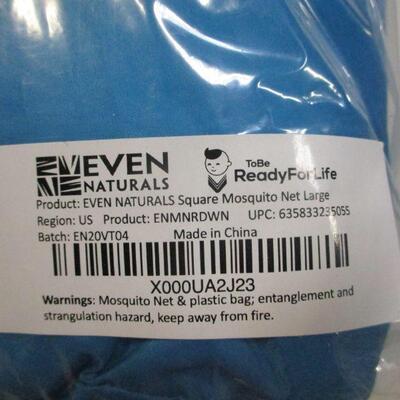 EVEN
NATURALS
ToBe
ReadyForLife
Product: EVEN NATURALS Square Mosquito Net Large
Region: US Product: ENMNRDWN UPC: 635833235055
Batch: EN20VT04 Made in China
X000UA2J23
Warnings: Mosquito Net & plastic bag; entanglement and
strangulation hazard, keep away from fire.